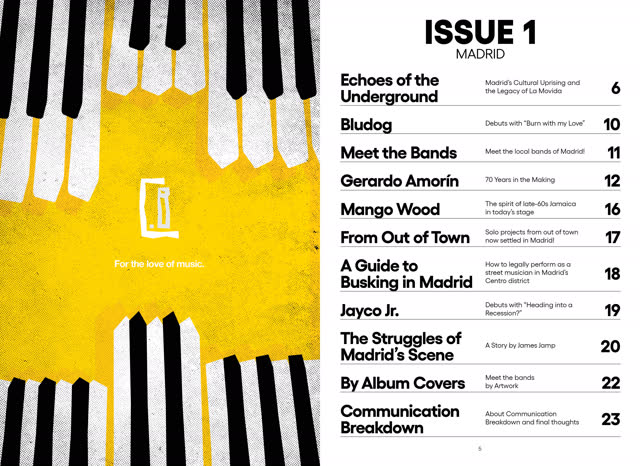 For the love of music.
ISSUE 1
MADRID
Echoes of the
Underground
Madrid's Cultural Uprising and
the Legacy of La Movida
6
Bludog
Debuts with "Burn with my Love"
10
Meet the Bands
Meet the local bands of Madrid!
11
Gerardo Amorín
70 Years in the Making
12
Mango Wood
The spirit of late-60s Jamaica
in today's stage
16
From Out of Town
Solo projects from out of town
now settled in Madrid!
17
A Guide to
Busking in Madrid
How to legally perform as a
street musician in Madrid's
Centro district
18
Jayco Jr.
Debuts with "Heading into a
Recession?"
19
The Struggles of
Madrid's Scene
A Story by James Jamp
20
By Album Covers
Meet the bands
by Artwork
22
Communication
Breakdown
About Communication
Breakdown and final thoughts
23
5